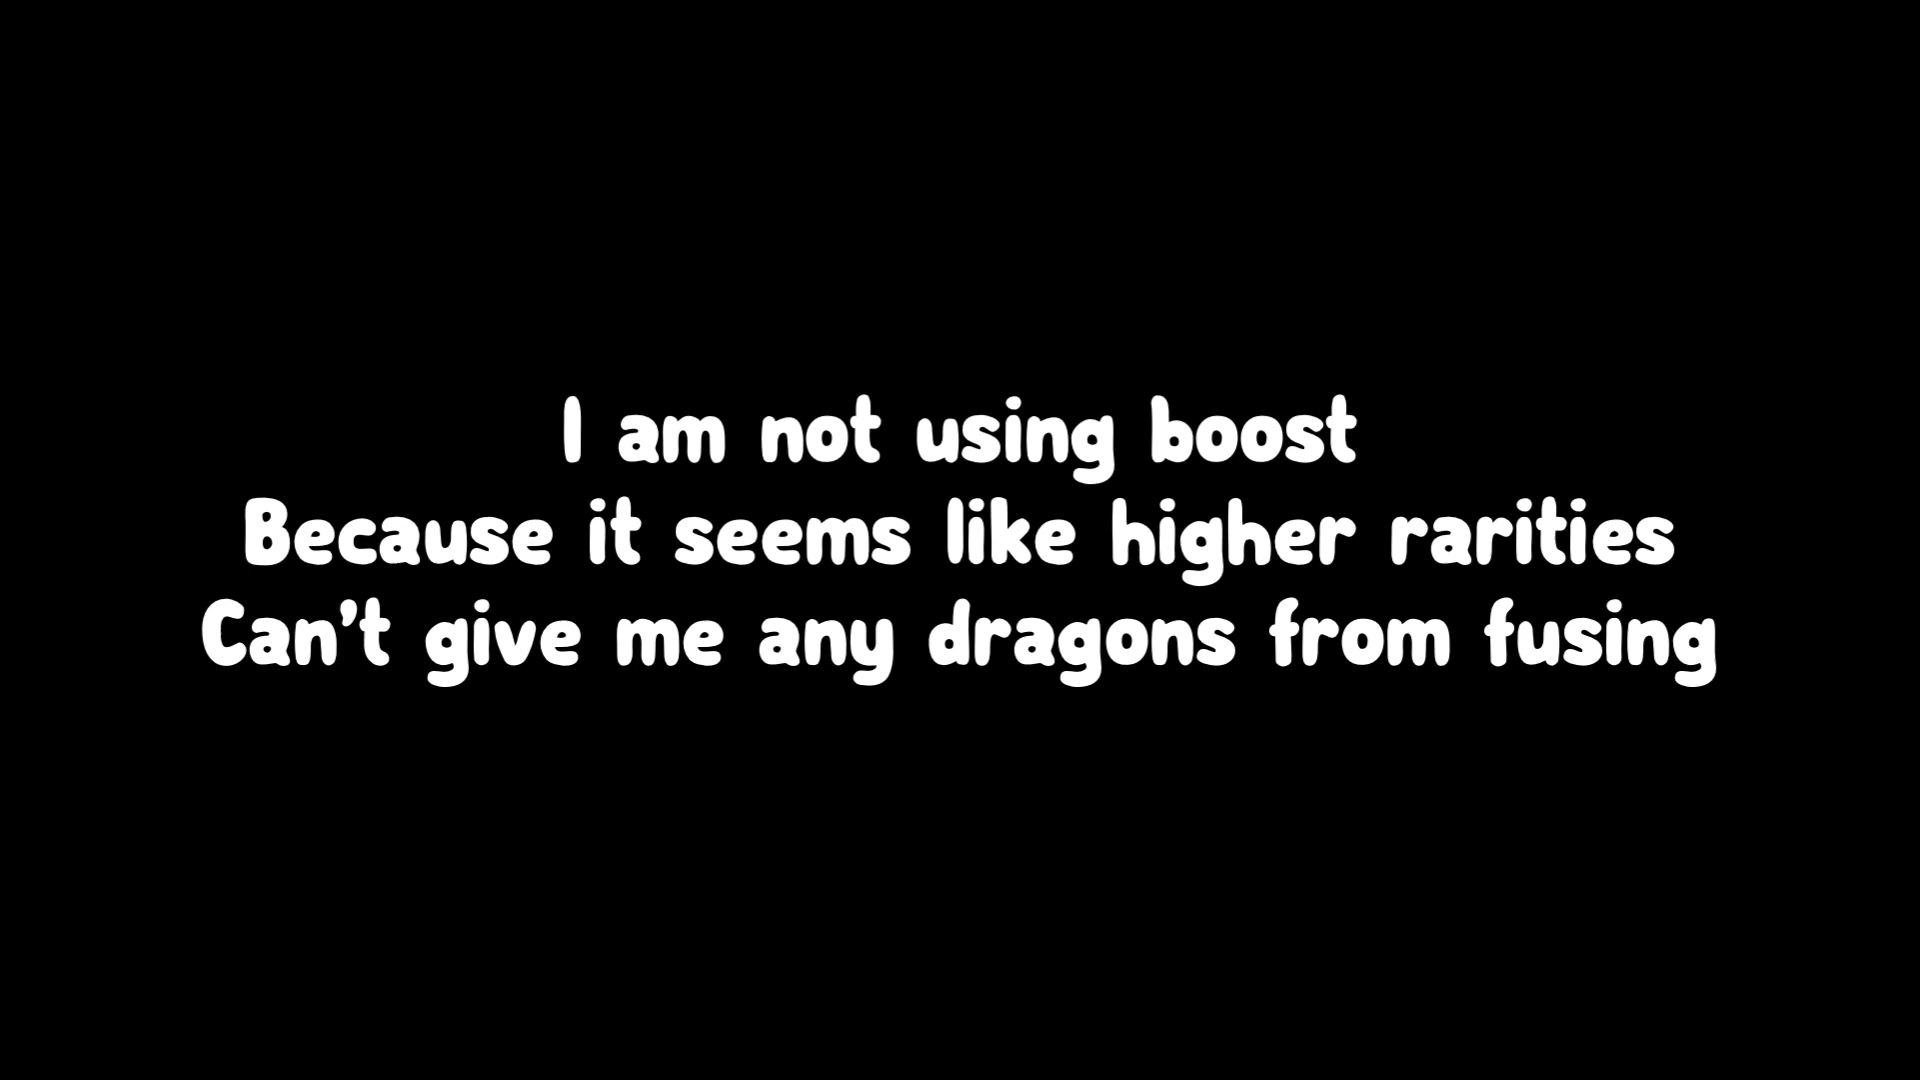 I am not using boost
Because it seems like higher rarities
Can't give me any dragons from fusing